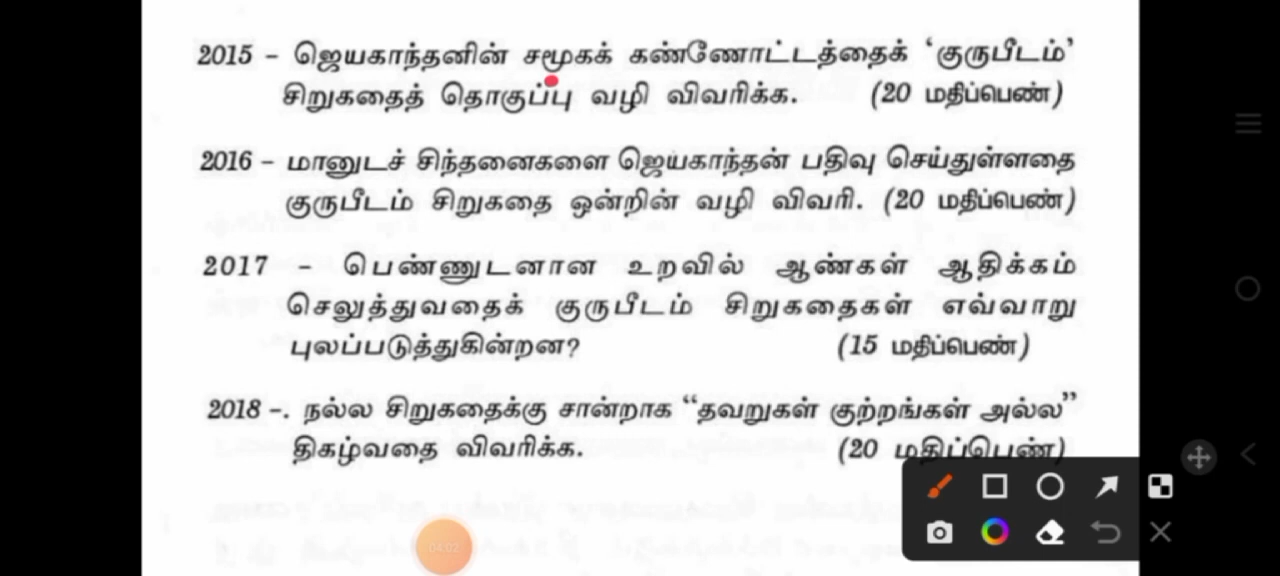 2015 - ஜெயகாந்தனின் சமூகக் கண்ணோட்டத்தைக் ‘குருபீடம்’
சிறுகதைத் தொகுப்பு வழி விவரிக்க. (20 மதிப்பெண்)
2016 - மானுடச் சிந்தனைகளை ஜெயகாந்தன் பதிவு செய்துள்ளதை
குருபீடம் சிறுகதை ஒன்றின் வழி விவரி. (20 மதிப்பெண்)
2017 - பெண்ணுடனான உறவில் ஆண்கள் ஆதிக்கம்
செலுத்துவதைக் குருபீடம் சிறுகதைகள் எவ்வாறு
புலப்படுத்துகின்றன? (15 மதிப்பெண்)
2018 -. நல்ல சிறுகதைக்கு சான்றாக “தவறுகள் குற்றங்கள் அல்ல”
திகழ்வதை விவரிக்க. (20 மதிப்பெண்)
04:02